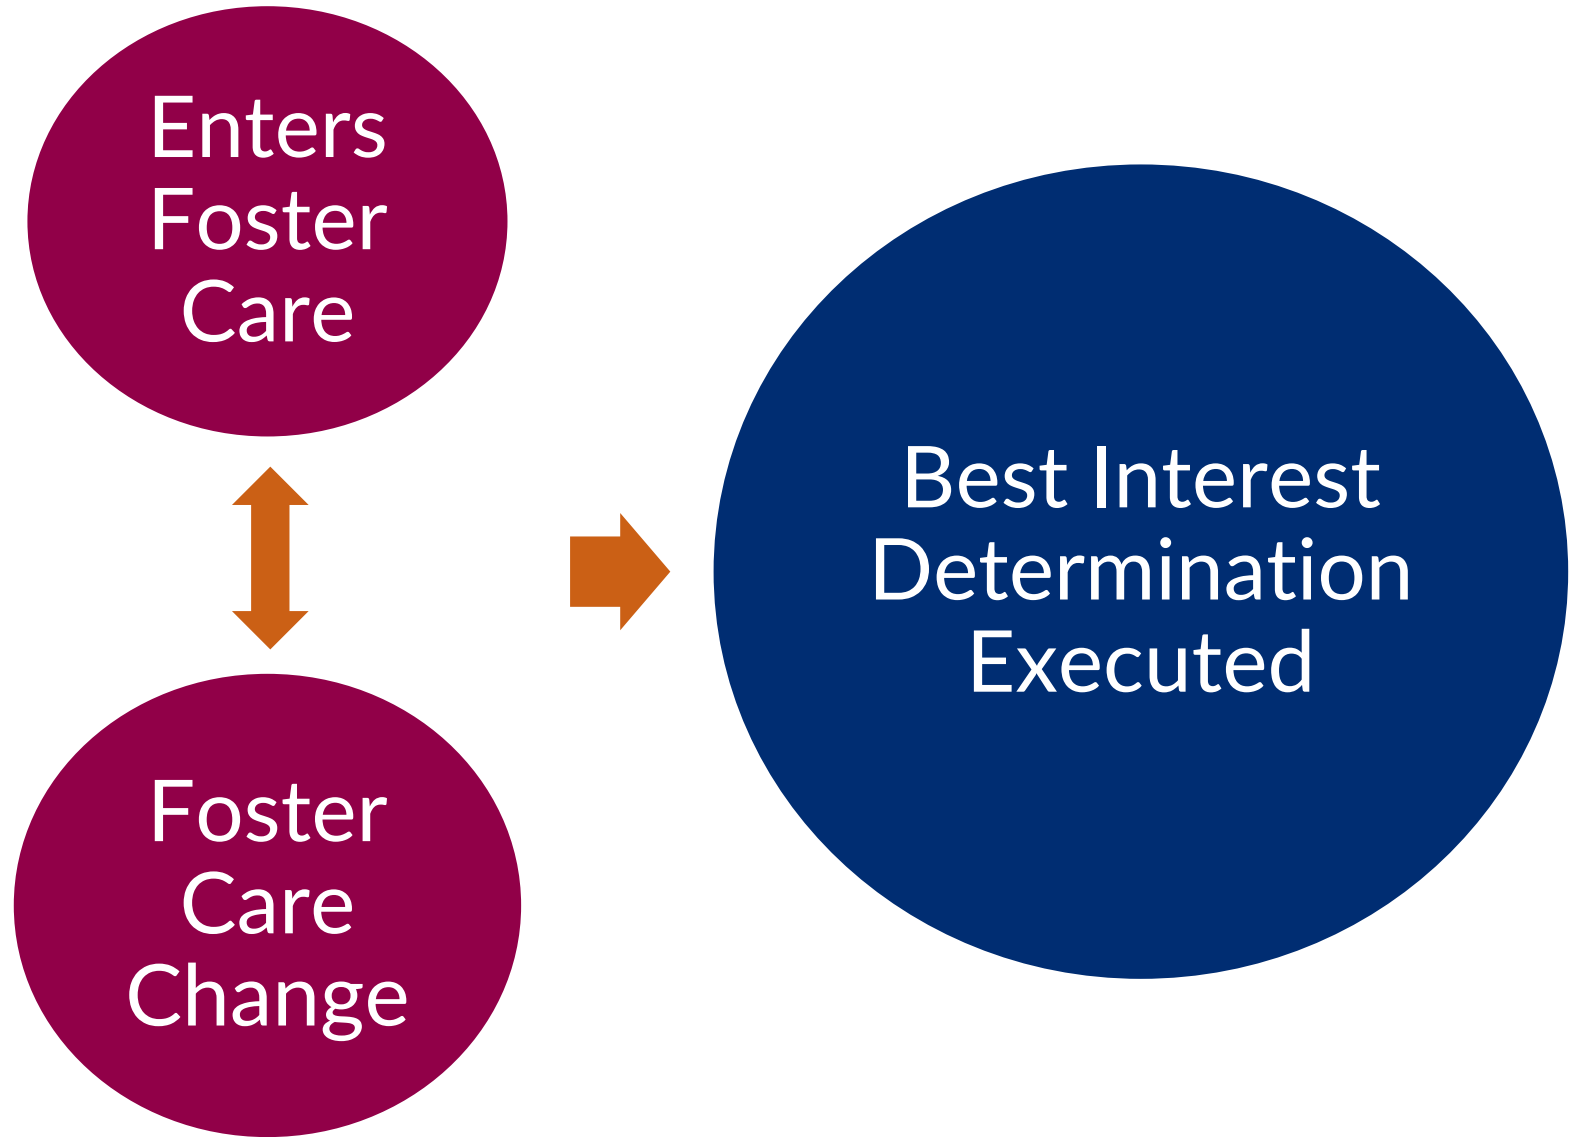 Enters
Foster
Care
Foster
Care
Change
Best Interest
Determination
Executed